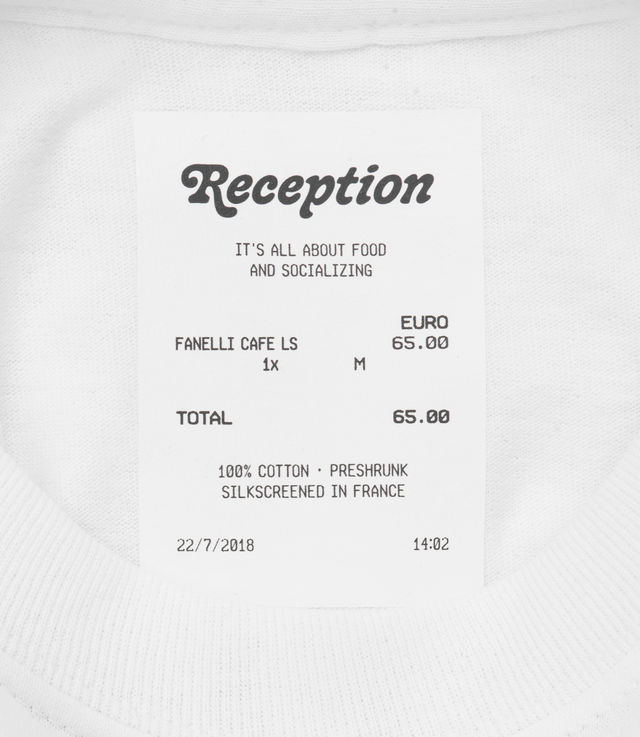 Reception
IT'S ALL ABOUT FOOD
AND SOCIALIZING
EURO
FANELLI CAFE LS 65.00
1x M
TOTAL 65.00
100% COTTON · PRESHRUNK
SILKSCREENED IN FRANCE
22/7/2018 14:02